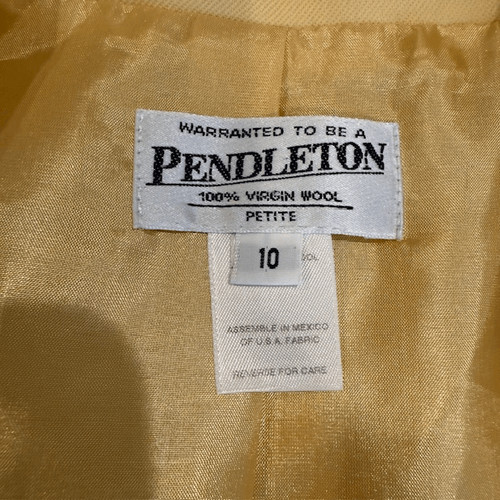 WARRANTED TO BE A
PENDLETON
100% VIRGIN WOOL
PETITE
10
ASSEMBLE IN MEXICO
OF U.S.A. FABRIC
REVERSE FOR CARE